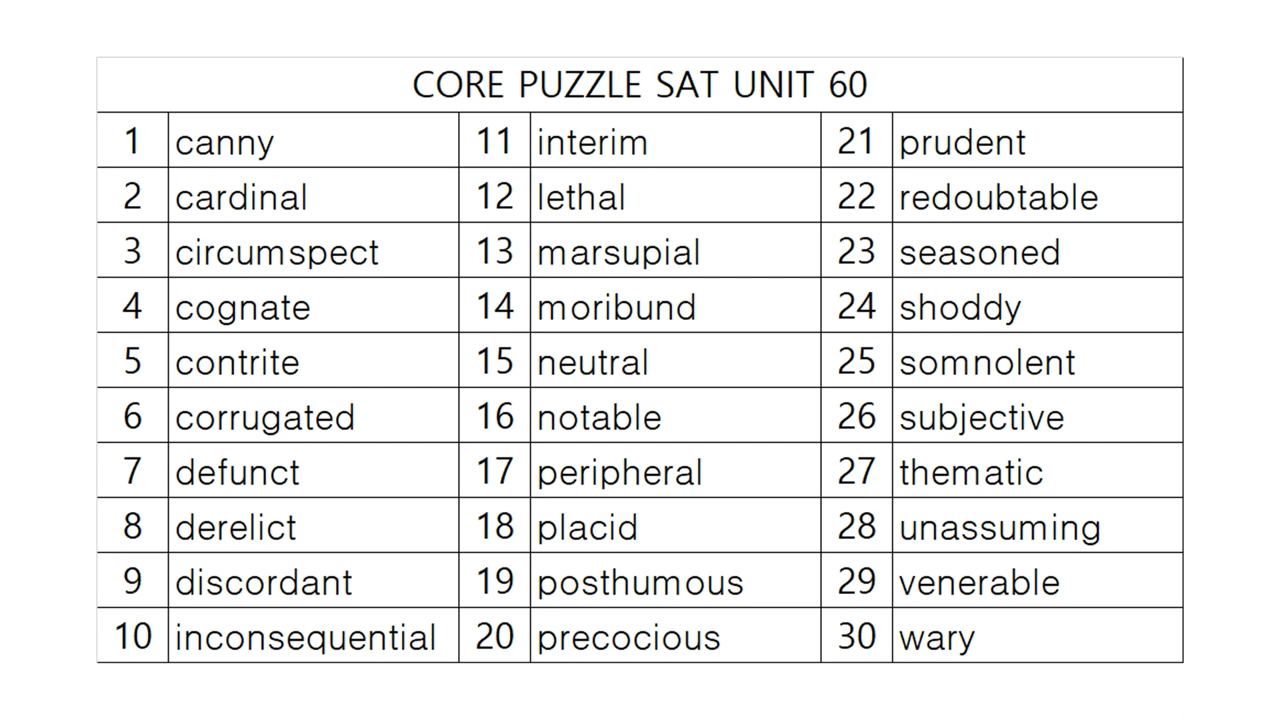 CORE PUZZLE SAT UNIT 60
1 canny 11 interim 21 prudent
2 cardinal 12 lethal 22 redoubtable
3 circumspect 13 marsupial 23 seasoned
4 cognate 14 moribund 24 shoddy
5 contrite 15 neutral 25 somnolent
6 corrugated 16 notable 26 subjective
7 defunct 17 peripheral 27 thematic
8 derelict 18 placid 28 unassuming
9 discordant 19 posthumous 29 venerable
10 inconsequential 20 precocious 30 wary